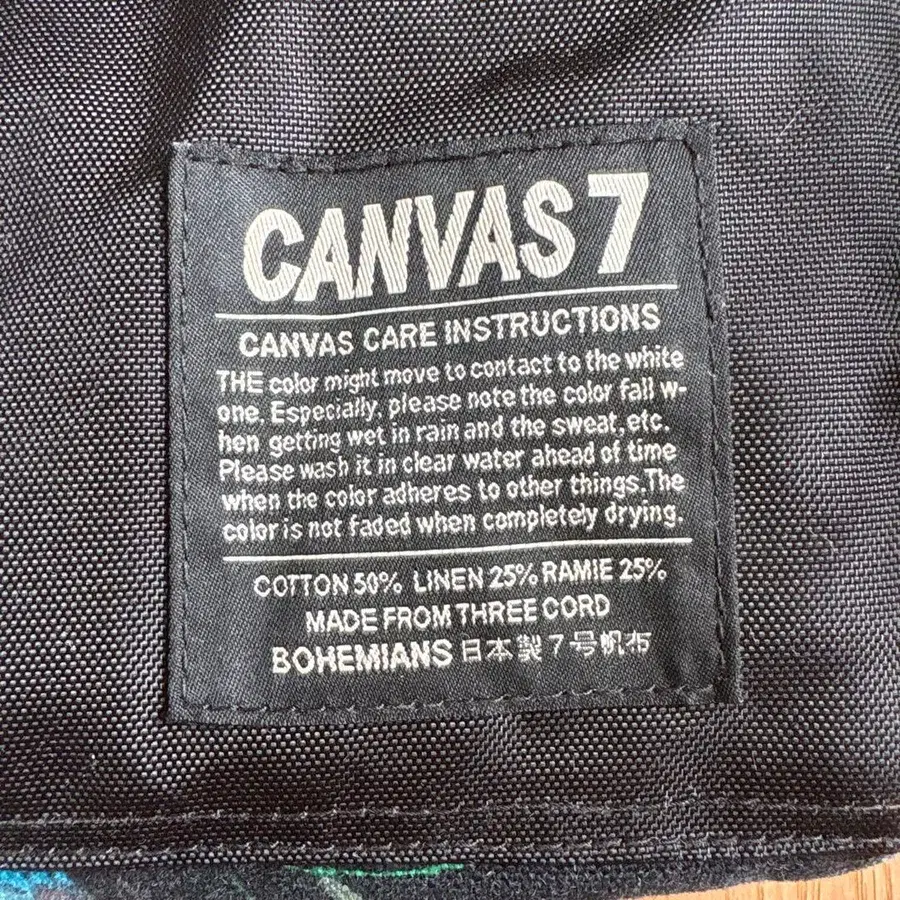 CANVAS 7
CANVAS CARE INSTRUCTIONS
THE color might move to contact to the white
one. Especially, please note the color fall w-
hen getting wet in rain and the sweat, etc.
Please wash it in clear water ahead of time
when the color adheres to other things.The
color is not faded when completely drying.
COTTON 50% LINEN 25% RAMIE 25%
MADE FROM THREE CORD
BOHEMIANS 日本製 7号帆布